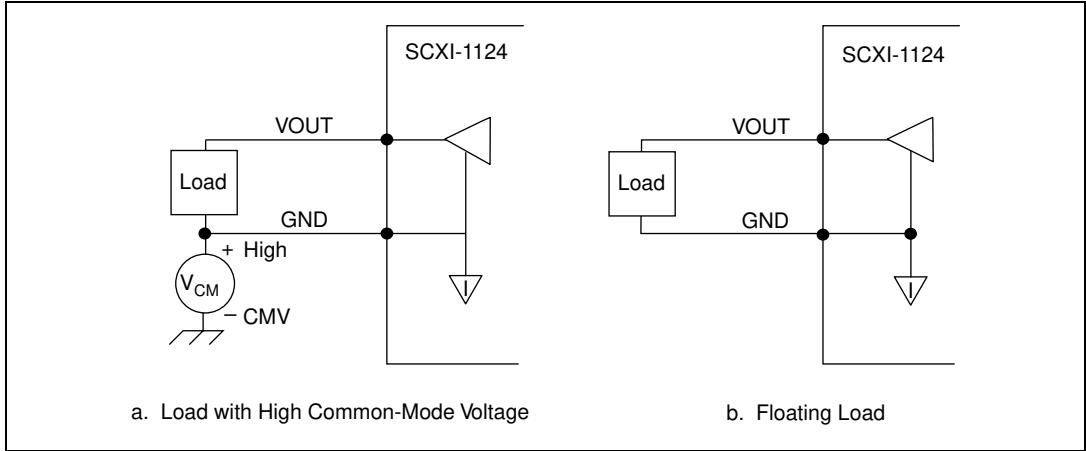 SCXI-1124
VOUT
Load
GND
+ High
V_CM
– CMV
I
a. Load with High Common-Mode Voltage
SCXI-1124
VOUT
Load
GND
I
b. Floating Load